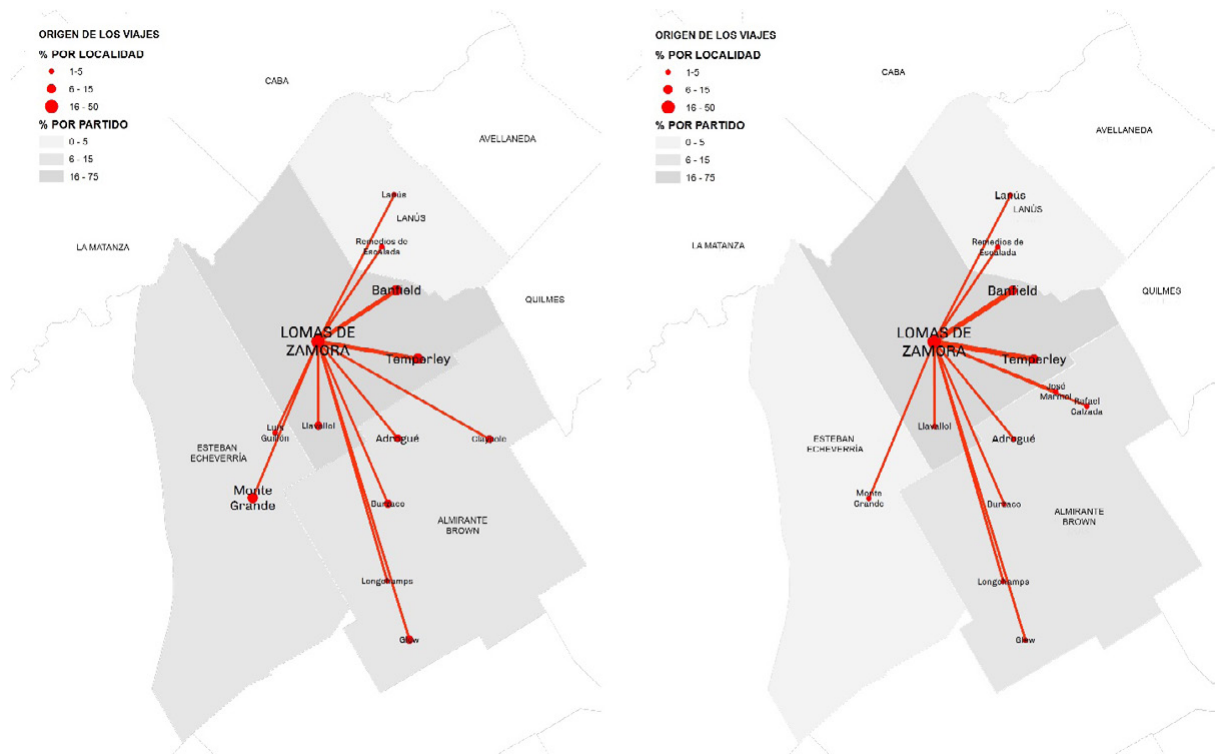 ORIGEN DE LOS VIAJES
% POR LOCALIDAD
1-5
6 - 15
16 - 50
% POR PARTIDO
0 - 5
6 - 15
16 - 75
CABA
AVELLANEDA
Lanús
LANÚS
LA MATANZA
Remedios de
Escalada
Banfield
QUILMES
LOMAS DE
ZAMORA
Temperley
Luis
Guillón
Llavallol
Adrogué
Claypole
ESTEBAN
ECHEVERRÍA
Monte
Grande
Burzaco
ALMIRANTE
BROWN
Longchamps
Glew
ORIGEN DE LOS VIAJES
% POR LOCALIDAD
1-5
6 - 15
16 - 50
% POR PARTIDO
0 - 5
6 - 15
16 - 75
CABA
AVELLANEDA
Lanús
LANÚS
LA MATANZA
Remedios de
Escalada
Banfield
QUILMES
LOMAS DE
ZAMORA
Temperley
José
Marmol
Rafael
Calzada
Llavallol
Adrogué
ESTEBAN
ECHEVERRÍA
Monte
Grande
Burzaco
ALMIRANTE
BROWN
Longchamps
Glew